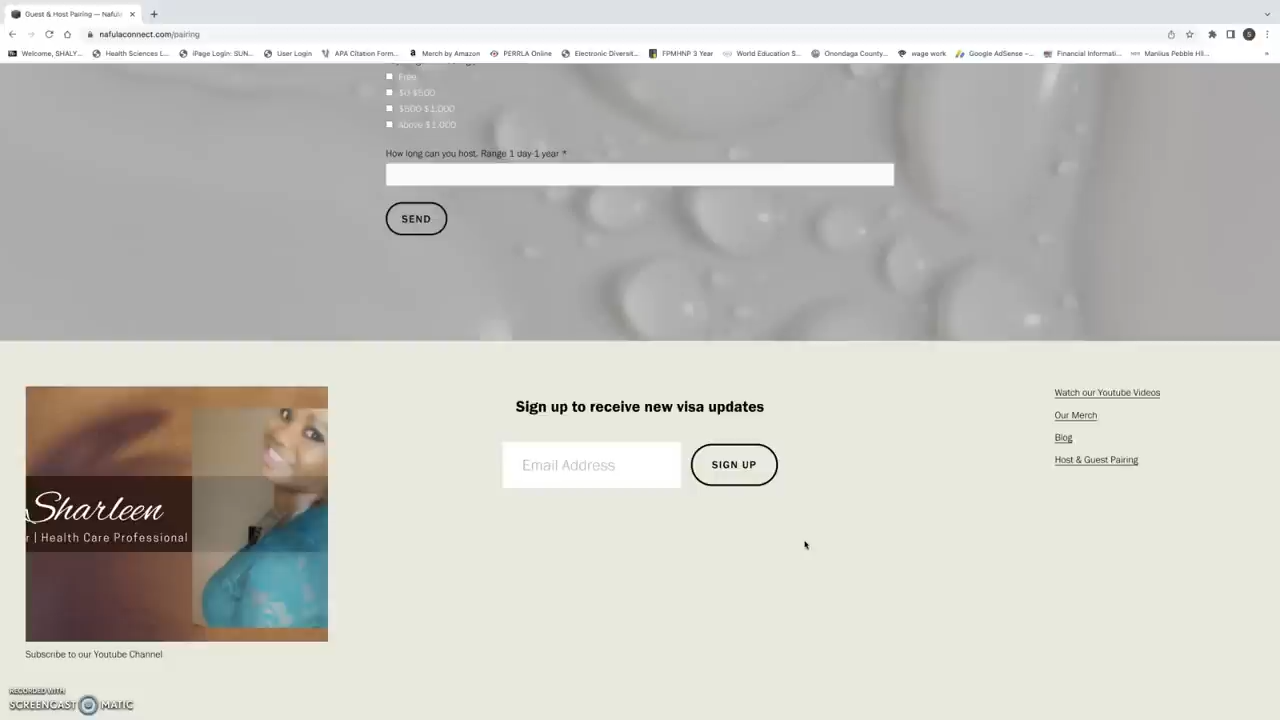 Guest & Host Pairing — Naful
nafulaconnect.com/pairing
Welcome, SHALY...
Health Sciences L...
iPage Login: SUN...
User Login
APA Citation Form...
Merch by Amazon
PERRLA Online
Electronic Diversit...
FPMHNP 3 Year
World Education S...
Onondaga County...
wage work
Google AdSense –...
Financial Informati...
Manlius Pebble Hil...
»
Free
$0-$500
$500-$1,000
Above $1,000
How long can you host. Range 1 day-1 year *
SEND
Sign up to receive new visa updates
Email Address
SIGN UP
Watch our Youtube Videos
Our Merch
Blog
Host & Guest Pairing
Sharleen
r | Health Care Professional
Subscribe to our Youtube Channel
RECORDED WITH
SCREENCAST MATIC